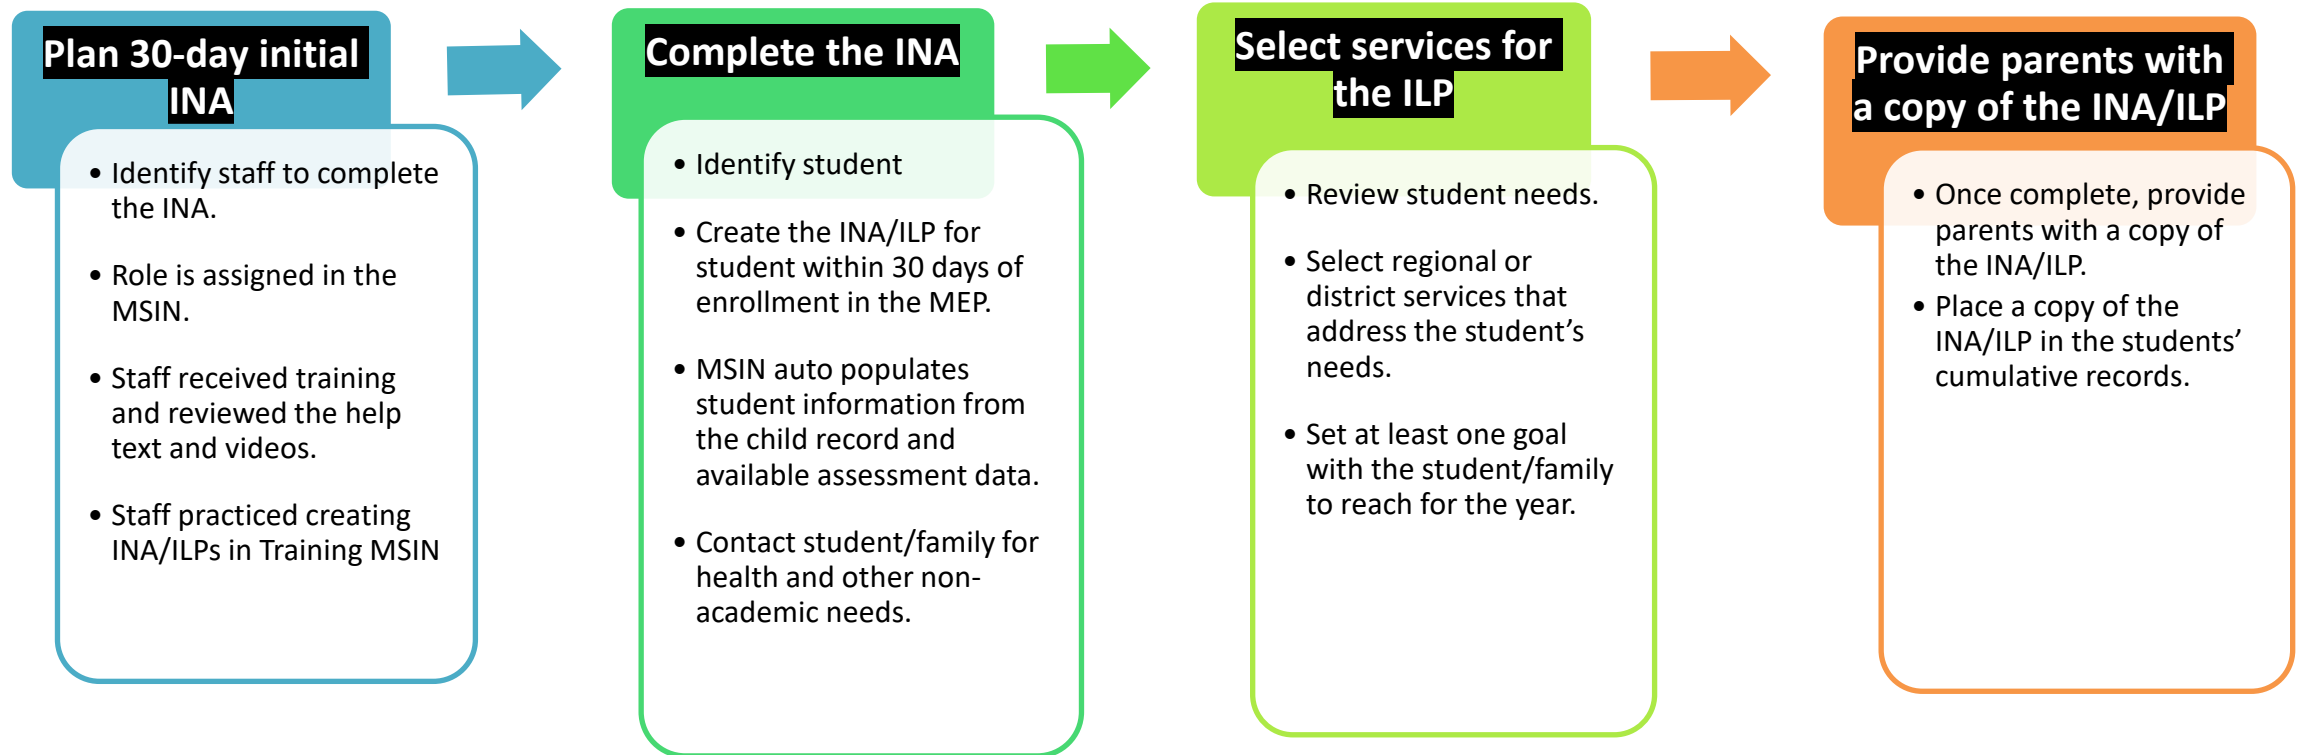 Plan 30-day initial
INA
• Identify staff to complete
the INA.
• Role is assigned in the
MSIN.
• Staff received training
and reviewed the help
text and videos.
• Staff practiced creating
INA/ILPs in Training MSIN
Complete the INA
• Identify student
• Create the INA/ILP for
student within 30 days of
enrollment in the MEP.
• MSIN auto populates
student information from
the child record and
available assessment data.
• Contact student/family for
health and other non-
academic needs.
Select services for
the ILP
• Review student needs.
• Select regional or
district services that
address the student’s
needs.
• Set at least one goal
with the student/family
to reach for the year.
Provide parents with
a copy of the INA/ILP
• Once complete, provide
parents with a copy of
the INA/ILP.
• Place a copy of the
INA/ILP in the students’
cumulative records.